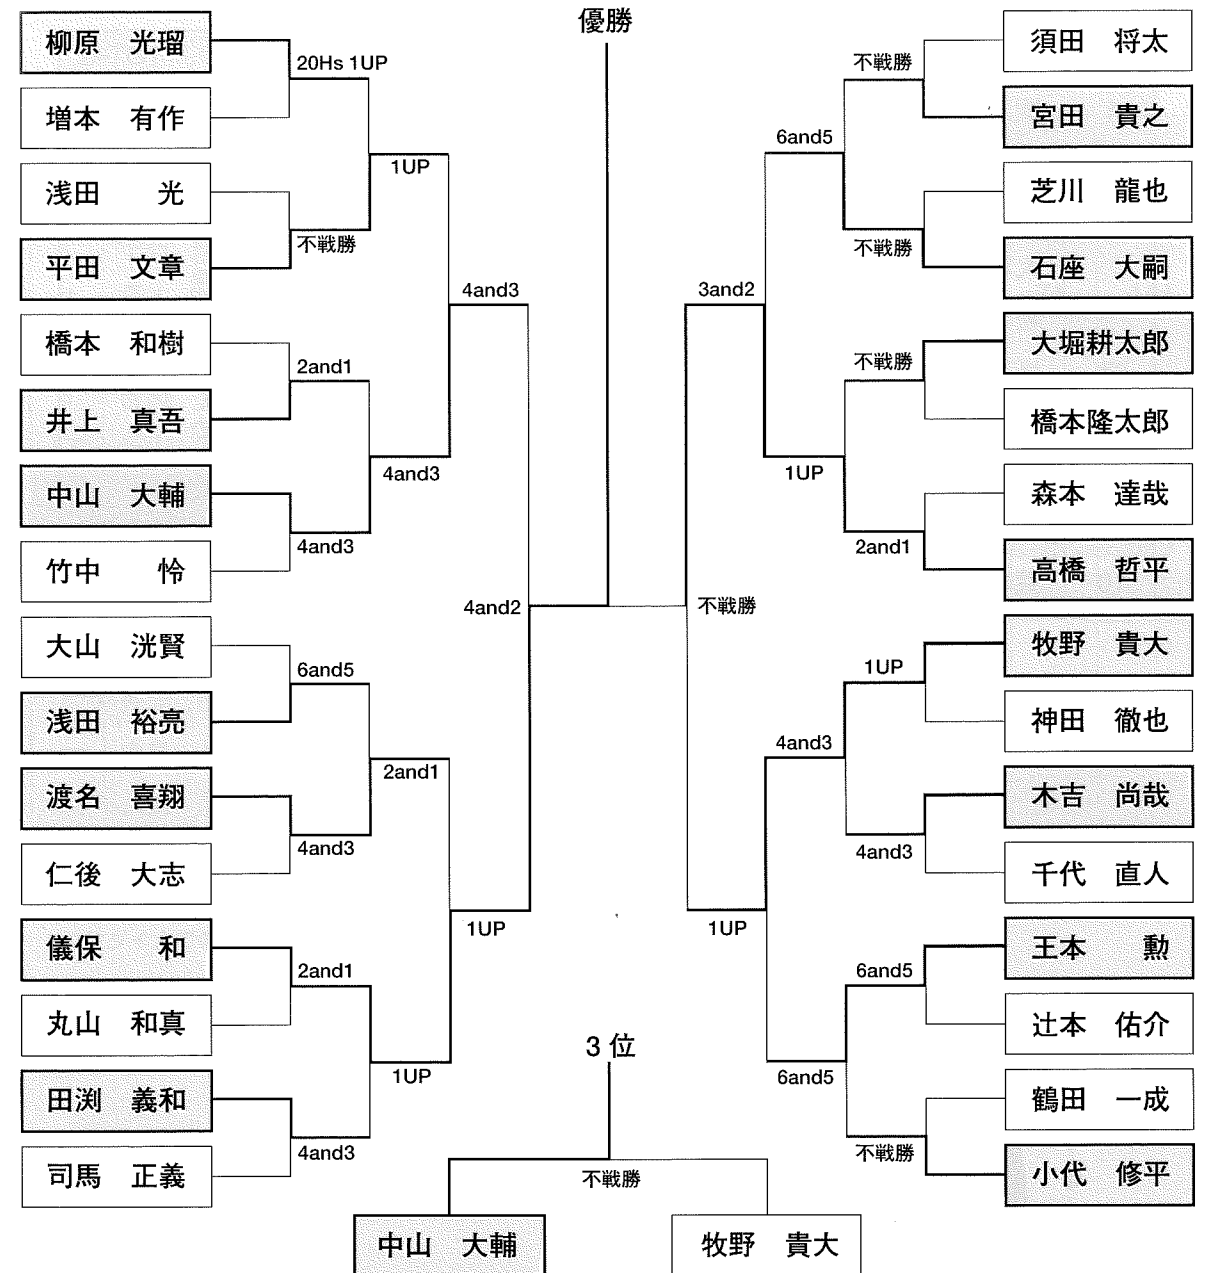 優勝
柳原 光瑠
20Hs 1UP
増本 有作
1UP
浅田 光
不戦勝
平田 文章
4and3
橋本 和樹
2and1
井上 真吾
4and3
中山 大輔
4and3
竹中 怜
4and2
大山 洸賢
6and5
浅田 裕亮
2and1
渡名 喜翔
4and3
仁後 大志
1UP
儀保 和
2and1
丸山 和真
1UP
田渕 義和
4and3
司馬 正義
須田 将太
不戦勝
宮田 貴之
6and5
芝川 龍也
不戦勝
石座 大嗣
3and2
大堀耕太郎
不戦勝
橋本隆太郎
1UP
森本 達哉
2and1
高橋 哲平
不戦勝
牧野 貴大
1UP
神田 徹也
4and3
木吉 尚哉
4and3
千代 直人
1UP
王本 勲
6and5
辻本 佑介
6and5
鶴田 一成
不戦勝
小代 修平
3 位
不戦勝
中山 大輔
牧野 貴大